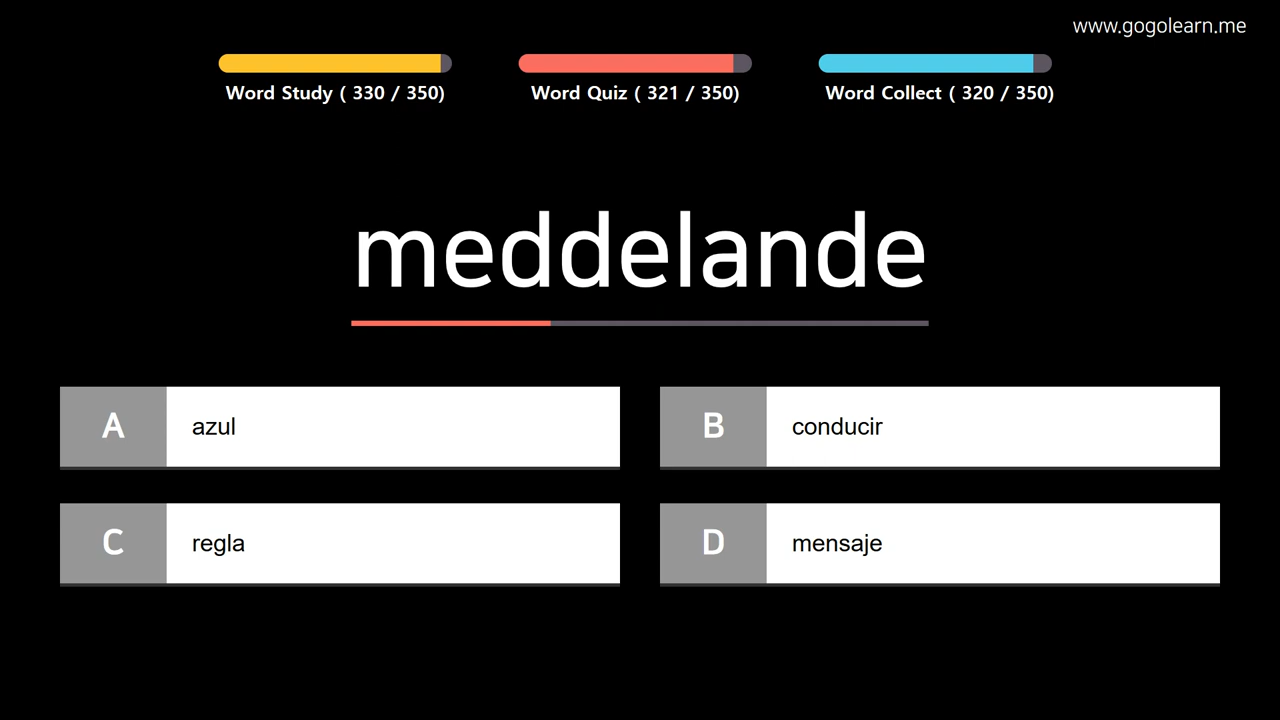 www.gogolearn.me
Word Study ( 330 / 350)
Word Quiz ( 321 / 350)
Word Collect ( 320 / 350)
meddelande
A azul
B conducir
C regla
D mensaje